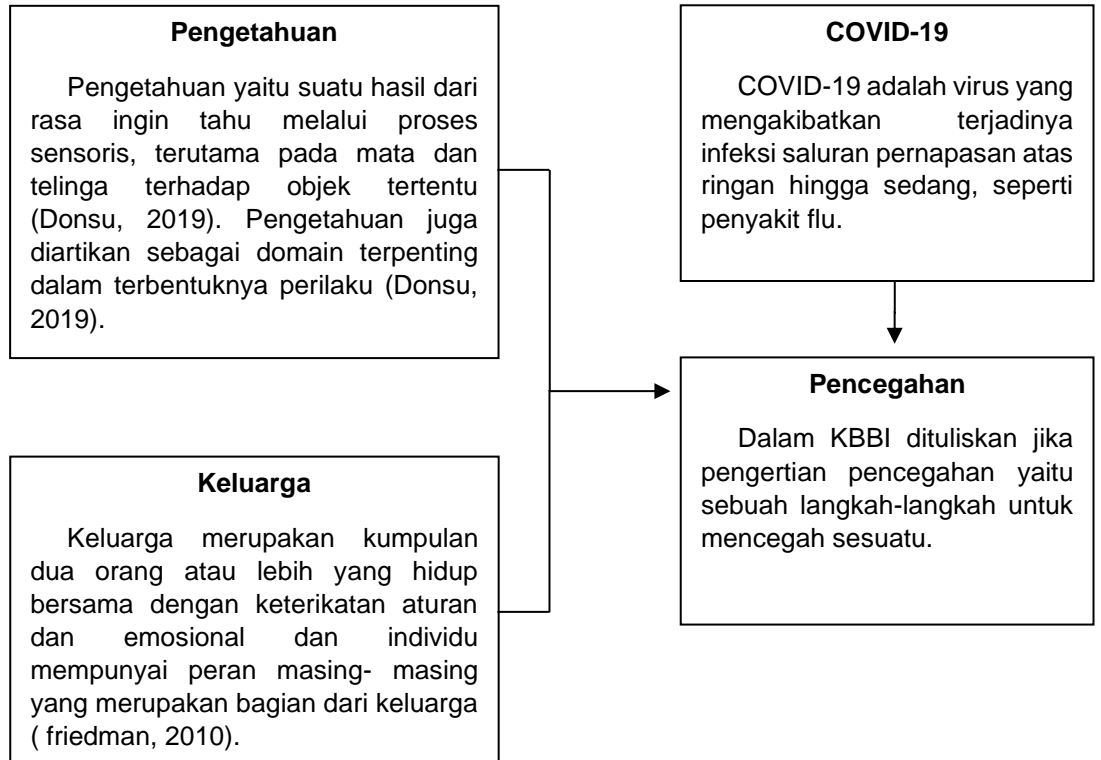 Pengetahuan
Pengetahuan yaitu suatu hasil dari
rasa ingin tahu melalui proses
sensoris, terutama pada mata dan
telinga terhadap objek tertentu
(Donsu, 2019). Pengetahuan juga
diartikan sebagai domain terpenting
dalam terbentuknya perilaku (Donsu,
2019).
COVID-19
COVID-19 adalah virus yang
mengakibatkan terjadinya
infeksi saluran pernapasan atas
ringan hingga sedang, seperti
penyakit flu.
Keluarga
Keluarga merupakan kumpulan
dua orang atau lebih yang hidup
bersama dengan keterikatan aturan
dan emosional dan individu
mempunyai peran masing- masing
yang merupakan bagian dari keluarga
( friedman, 2010).
Pencegahan
Dalam KBBI dituliskan jika
pengertian pencegahan yaitu
sebuah langkah-langkah untuk
mencegah sesuatu.